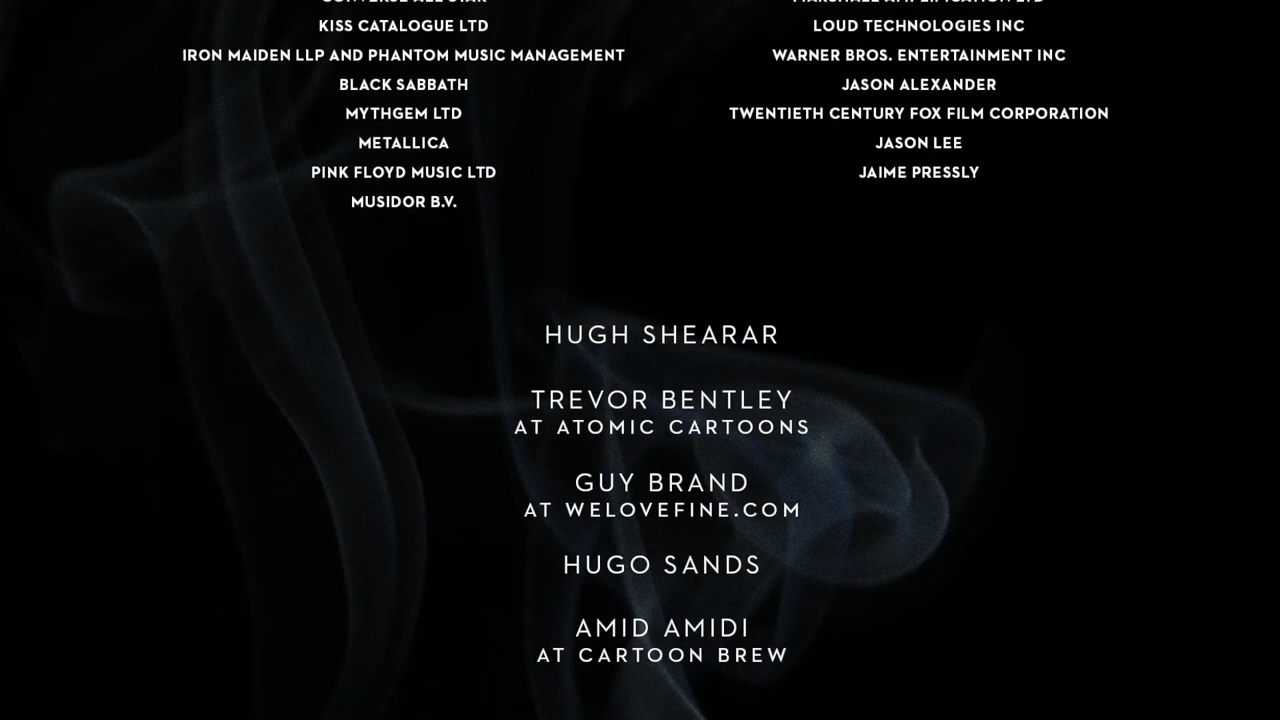 KISS CATALOGUE LTD
IRON MAIDEN LLP AND PHANTOM MUSIC MANAGEMENT
BLACK SABBATH
MYTHGEM LTD
METALLICA
PINK FLOYD MUSIC LTD
MUSIDOR B.V.
MARSHALL AMPLIFICATION LTD
LOUD TECHNOLOGIES INC
WARNER BROS. ENTERTAINMENT INC
JASON ALEXANDER
TWENTIETH CENTURY FOX FILM CORPORATION
JASON LEE
JAIME PRESSLY
HUGH SHEARAR
TREVOR BENTLEY
AT ATOMIC CARTOONS
GUY BRAND
AT WELOVEFINE.COM
HUGO SANDS
AMID AMIDI
AT CARTOON BREW